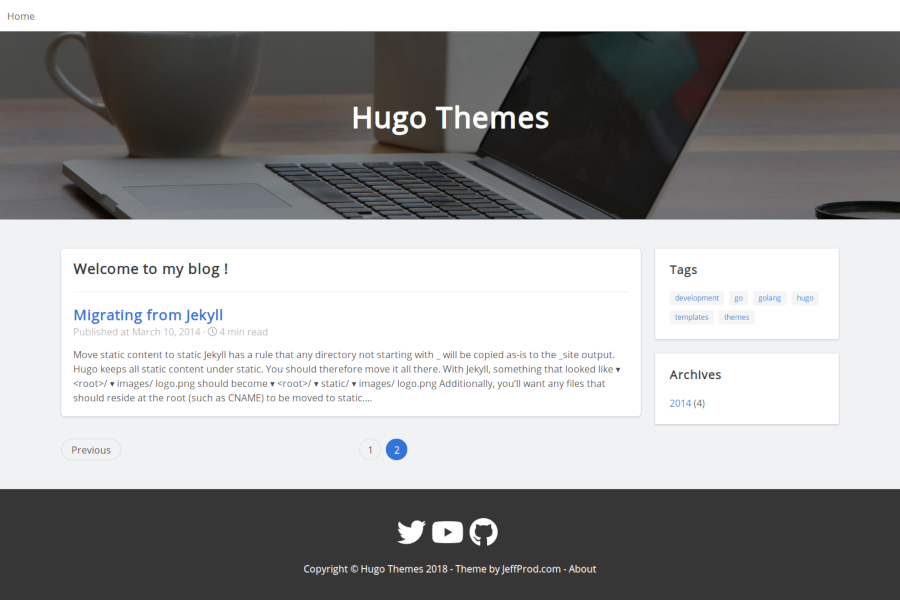 Home
Hugo Themes
Welcome to my blog !
Migrating from Jekyll
Published at March 10, 2014 · 4 min read
Move static content to static Jekyll has a rule that any directory not starting with _ will be copied as-is to the _site output.
Hugo keeps all static content under static. You should therefore move it all there. With Jekyll, something that looked like ▾
<root>/ ▾ images/ logo.png should become ▾ <root>/ ▾ static/ ▾ images/ logo.png Additionally, you'll want any files that
should reside at the root (such as CNAME) to be moved to static....
Previous
1 2
Tags
development go golang hugo
templates themes
Archives
2014 (4)
Copyright © Hugo Themes 2018 - Theme by JeffProd.com - About